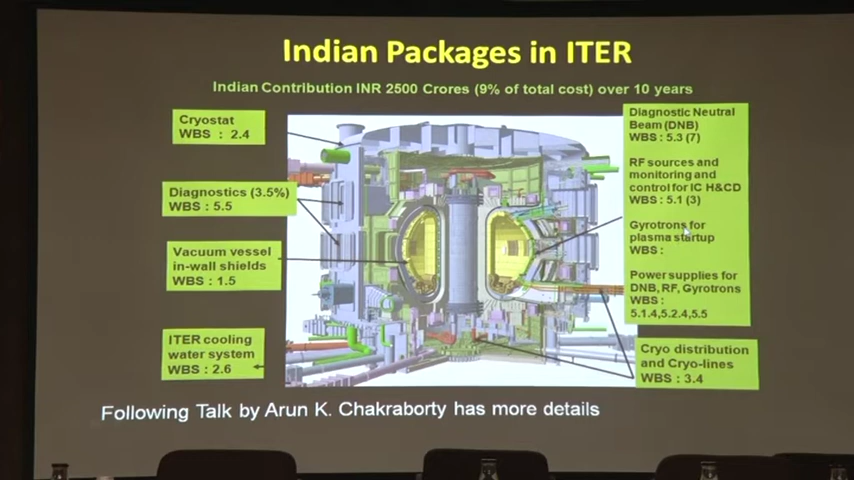 Indian Packages in ITER
Indian Contribution INR 2500 Crores (9% of total cost) over 10 years
Cryostat
WBS : 2.4
Diagnostics (3.5%)
WBS : 5.5
Vacuum vessel
in-wall shields
WBS : 1.5
ITER cooling
water system
WBS : 2.6
Diagnostic Neutral
Beam (DNB)
WBS : 5.3 (7)
RF sources and
monitoring and
control for IC H&CD
WBS : 5.1 (3)
Gyrotrons for
plasma startup
WBS :
Power supplies for
DNB, RF, Gyrotrons
WBS :
5.1.4,5.2.4,5.5
Cryo distribution
and Cryo-lines
WBS : 3.4
Following Talk by Arun K. Chakraborty has more details